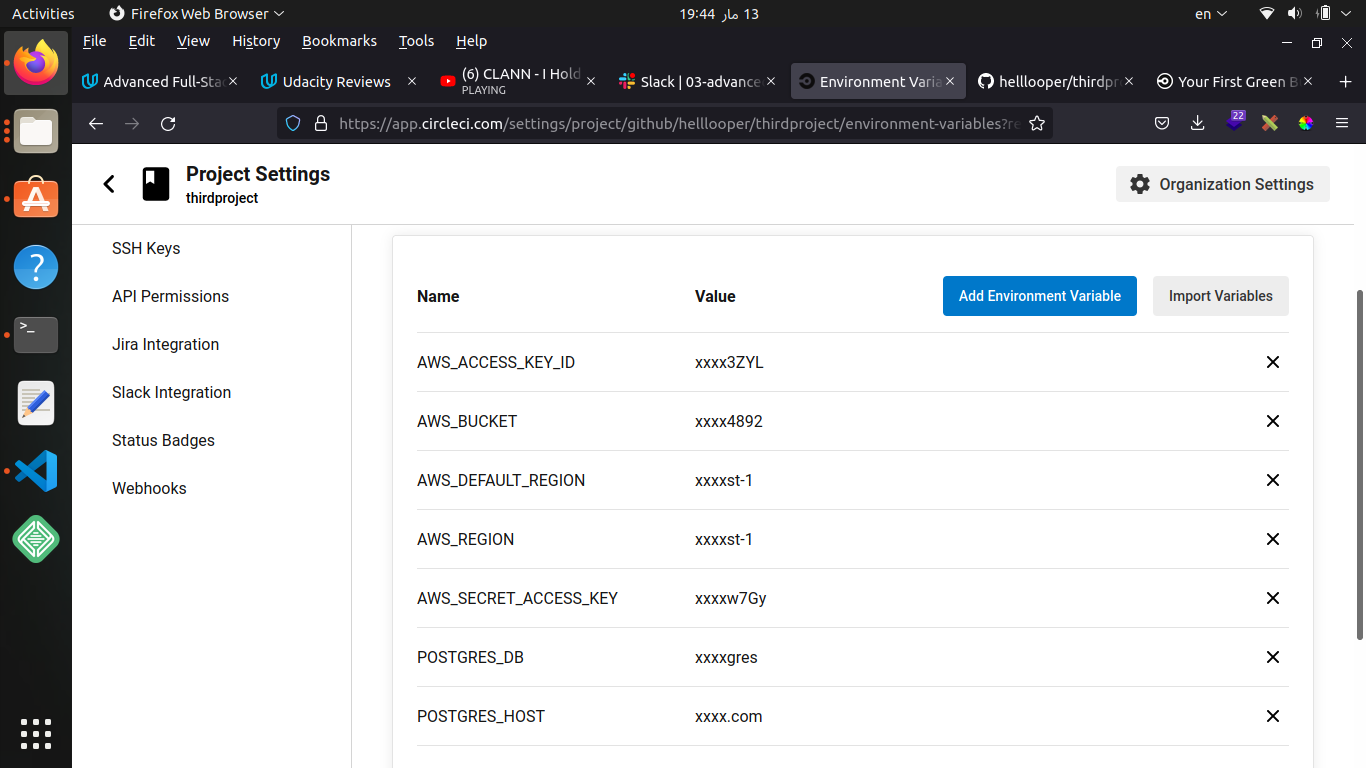 Activities
Firefox Web Browser
13 مار 19:44
en
File Edit View History Bookmarks Tools Help
Advanced Full-Stac
Udacity Reviews
(6) CLANN - I Hold
PLAYING
Slack | 03-advance
Environment Varia
helllooper/thirdpr
Your First Green B
https://app.circleci.com/settings/project/github/helllooper/thirdproject/environment-variables?re
22
Project Settings
thirdproject
Organization Settings
SSH Keys
API Permissions
Jira Integration
Slack Integration
Status Badges
Webhooks
Name Value Add Environment Variable Import Variables
AWS_ACCESS_KEY_ID xxxx3ZYL
AWS_BUCKET xxxx4892
AWS_DEFAULT_REGION xxxxst-1
AWS_REGION xxxxst-1
AWS_SECRET_ACCESS_KEY xxxxw7Gy
POSTGRES_DB xxxxgres
POSTGRES_HOST xxxx.com